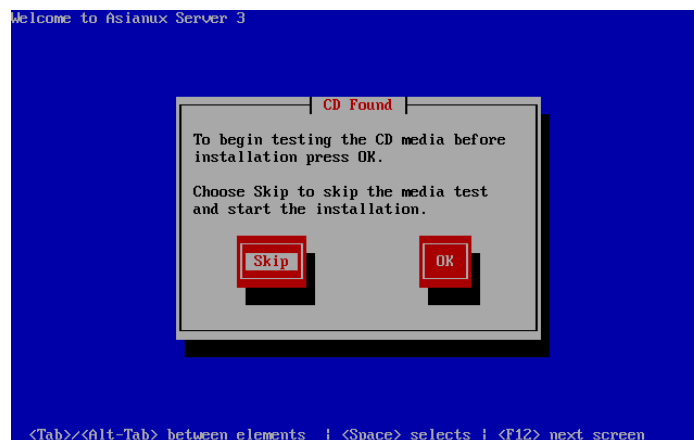 Welcome to Asianux Server 3
CD Found
To begin testing the CD media before
installation press OK.
Choose Skip to skip the media test
and start the installation.
Skip OK
<Tab>/<Alt-Tab> between elements | <Space> selects | <F12> next screen